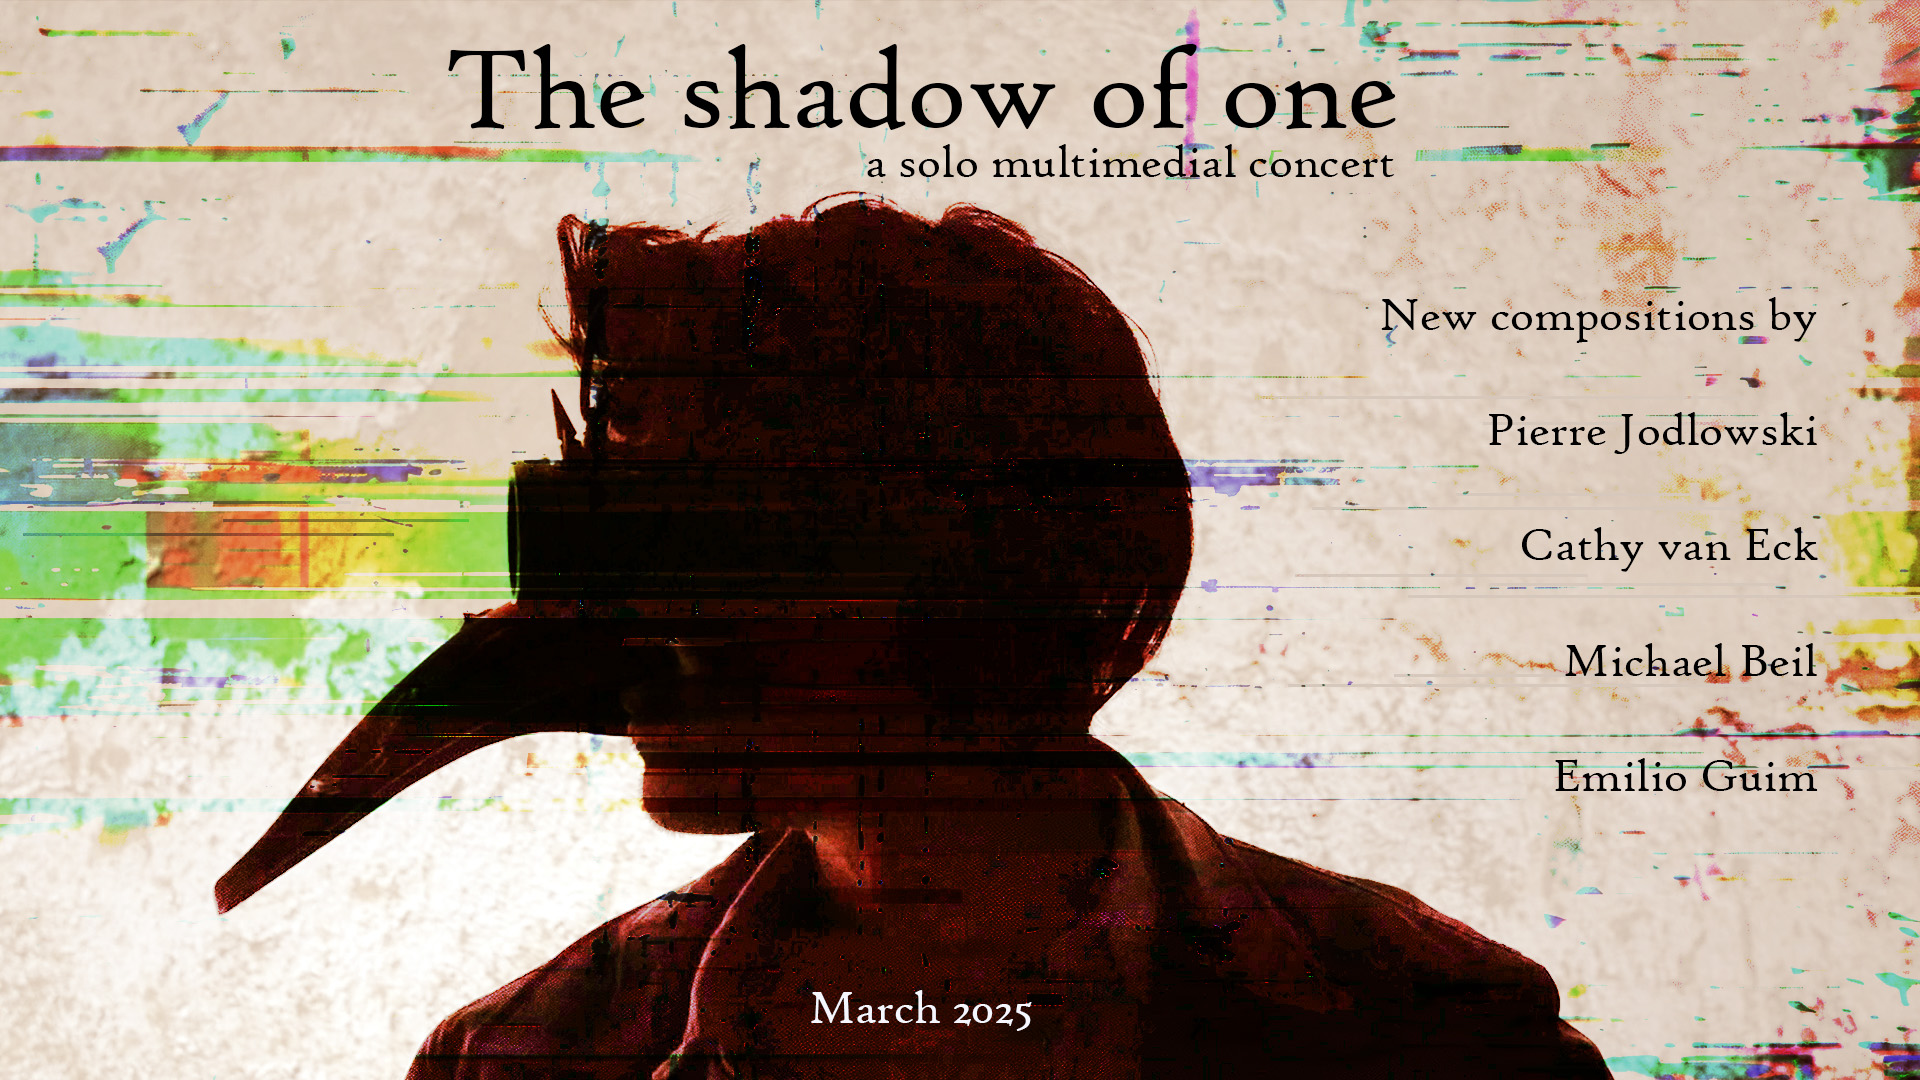 The shadow of one
a solo multimedial concert
New compositions by
Pierre Jodlowski
Cathy van Eck
Michael Beil
Emilio Guim
March 2025